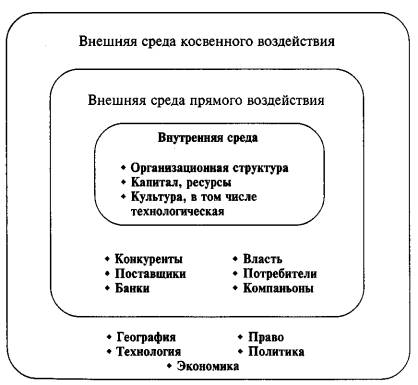 Внешняя среда косвенного воздействия
Внешняя среда прямого воздействия
Внутренняя среда
• Организационная структура
• Капитал, ресурсы
• Культура, в том числе
технологическая
• Конкуренты • Власть
• Поставщики • Потребители
• Банки • Компаньоны
• География • Право
• Технология • Политика
• Экономика